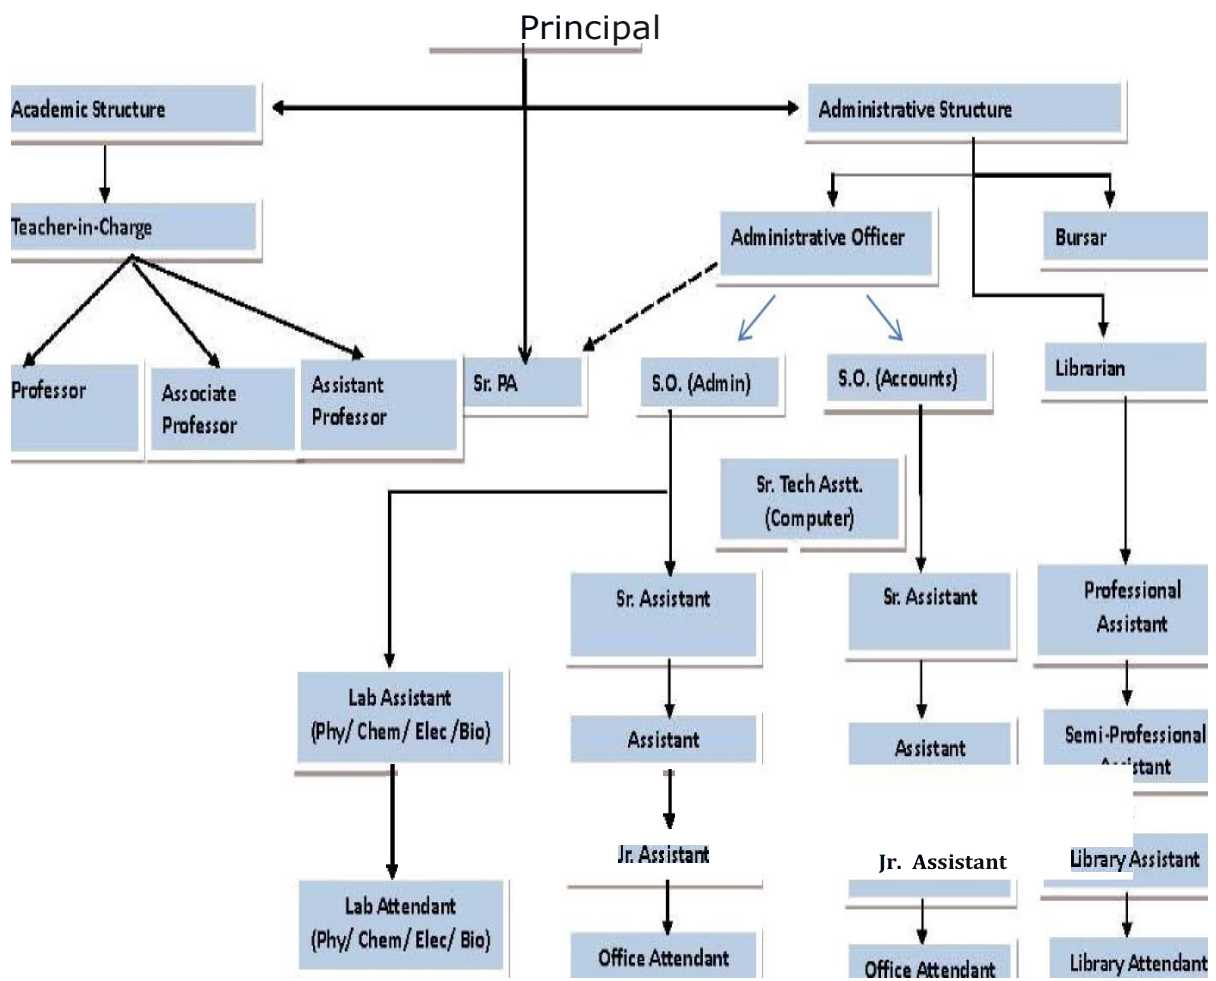 Principal
Academic Structure
Administrative Structure
Teacher-in-Charge
Administrative Officer
Bursar
Professor
Associate
Professor
Assistant
Professor
Sr. PA
S.O. (Admin)
S.O. (Accounts)
Librarian
Sr. Tech Asstt.
(Computer)
Sr. Assistant
Sr. Assistant
Professional
Assistant
Lab Assistant
(Phy/ Chem/ Elec /Bio)
Assistant
Assistant
Semi-Professional
Assistant
Jr. Assistant
Jr. Assistant
Library Assistant
Lab Attendant
(Phy/ Chem/ Elec/ Bio)
Office Attendant
Office Attendant
Library Attendant